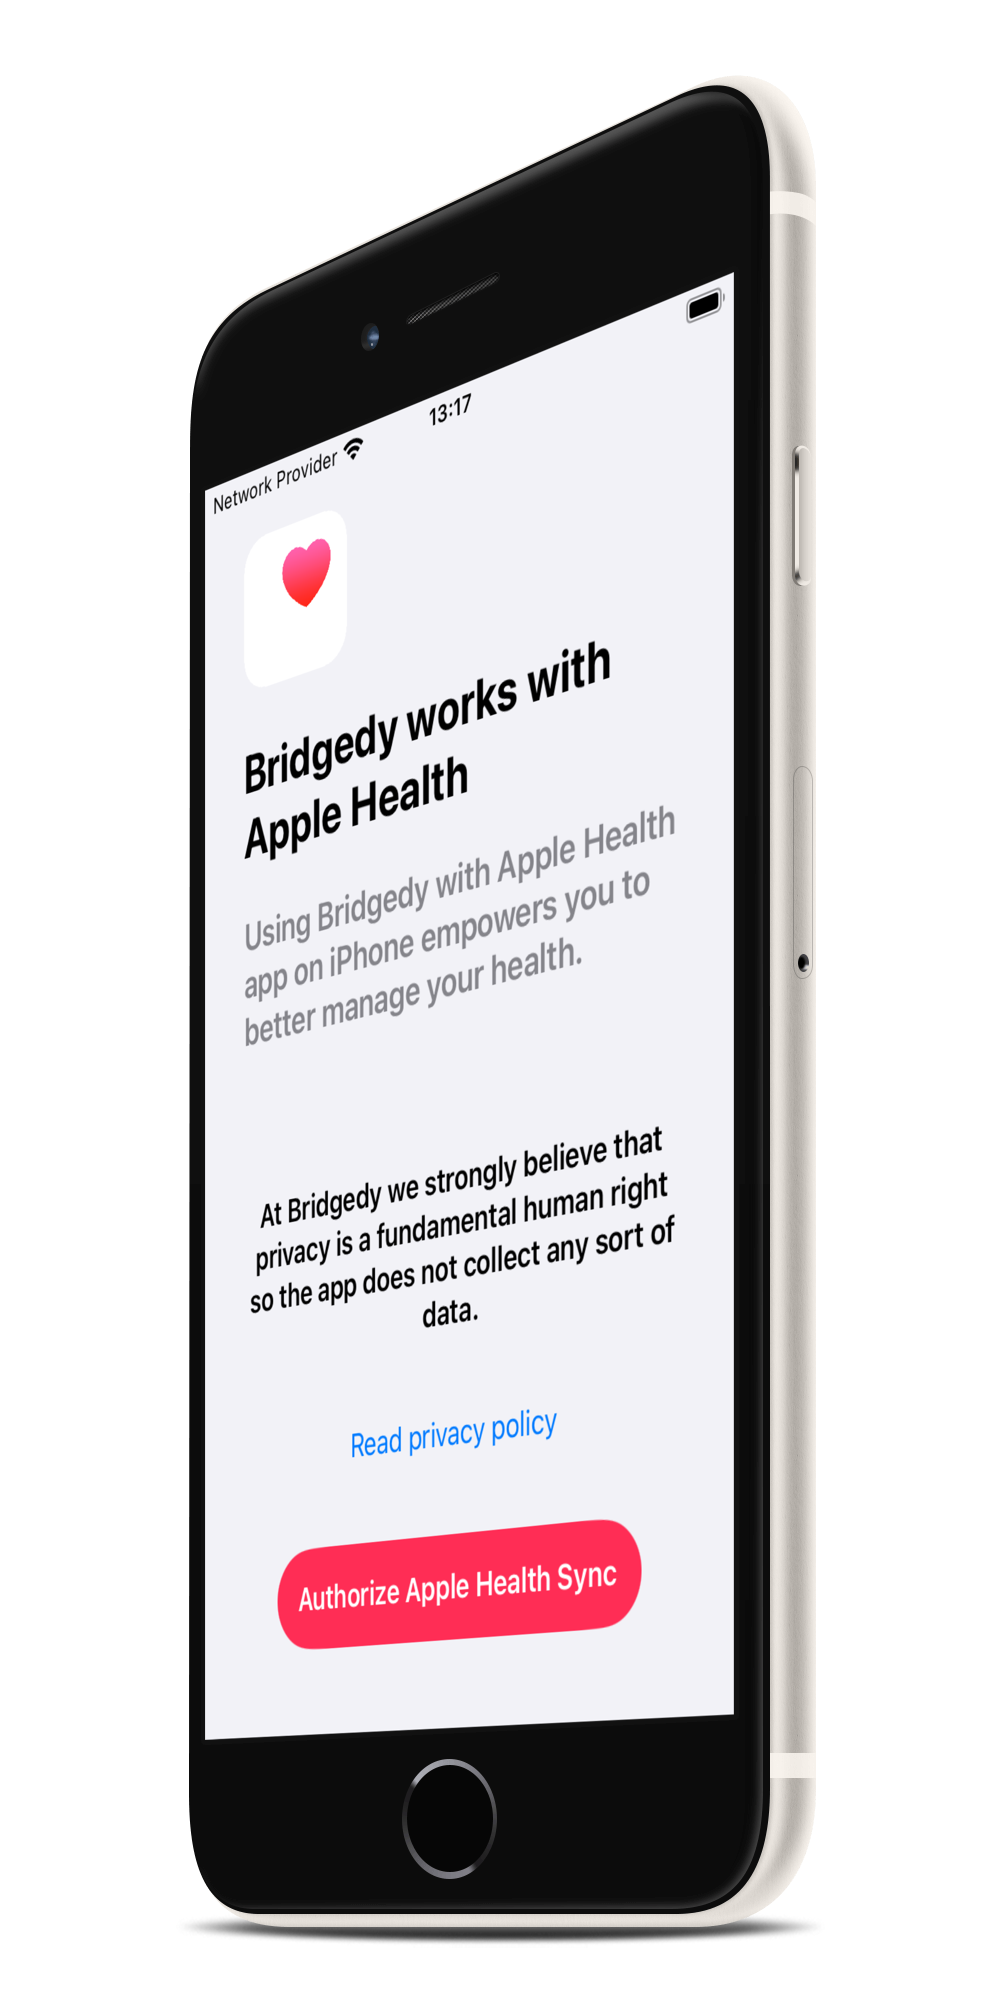 Network Provider 13:17
Bridgedy works with
Apple Health
Using Bridgedy with Apple Health
app on iPhone empowers you to
better manage your health.
At Bridgedy we strongly believe that
privacy is a fundamental human right
so the app does not collect any sort of
data.
Read privacy policy
Authorize Apple Health Sync